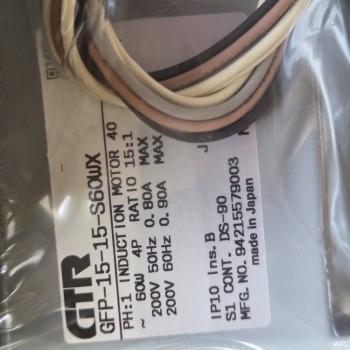 GTR
GFP-15-15-S60WX
PH:1 INDUCTION MOTOR 40
~ 60W 4P RATIO 15:1
200V 50Hz 0.80A MAX
200V 60Hz 0.90A MAX
IP10 Ins.B
S1 CONT. DS-90
MFG.NO.94215579003
made in Japan